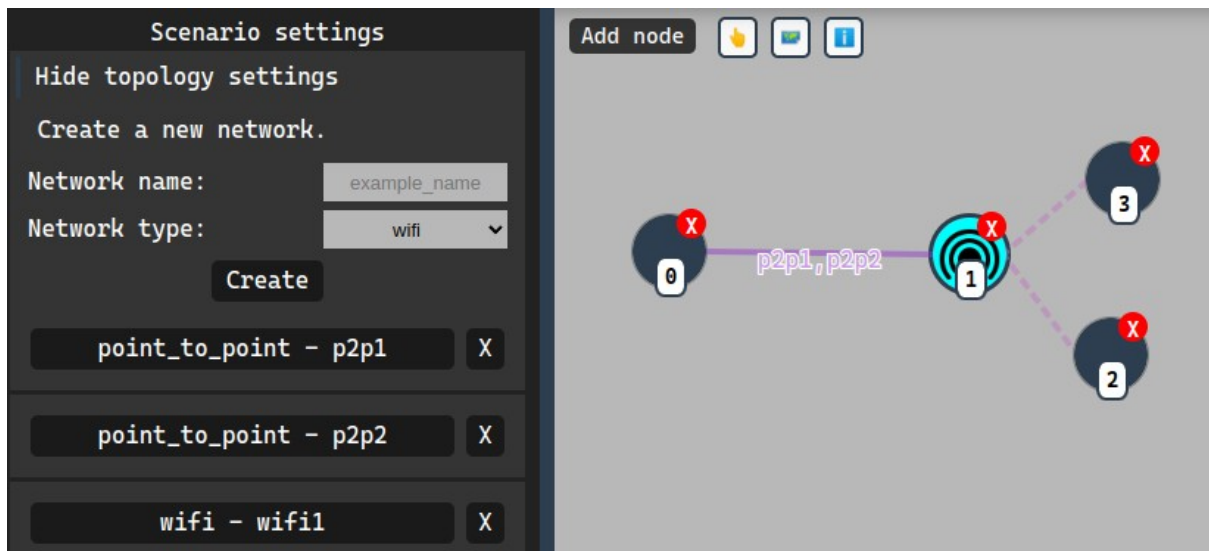 Scenario settings
Hide topology settings
Create a new network.
Network name:
example_name
Network type:
wifi
Create
point_to_point - p2p1
X
point_to_point - p2p2
X
wifi - wifi1
X
Add node
X
3
X
0
p2p1,p2p2
X
1
X
2